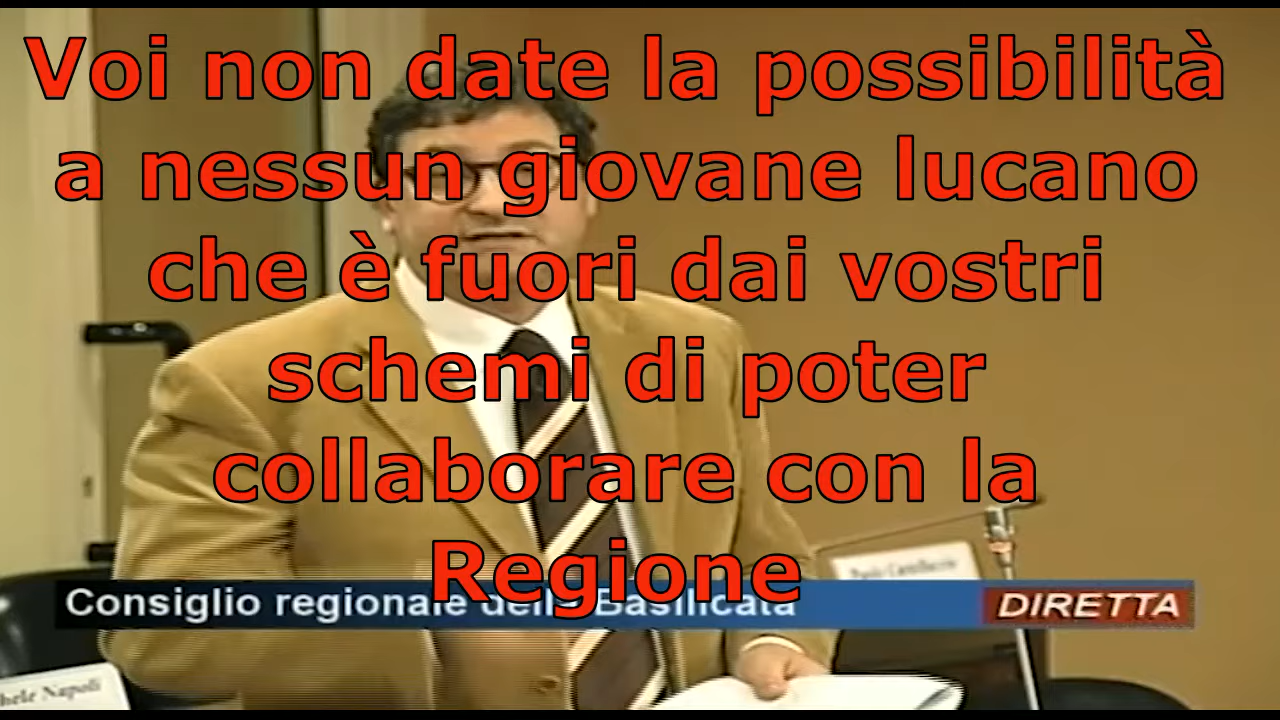 Voi non date la possibilità
a nessun giovane lucano
che è fuori dai vostri
schemi di poter
collaborare con la
Regione
Consiglio regionale della Basilicata
DIRETTA
Napoli